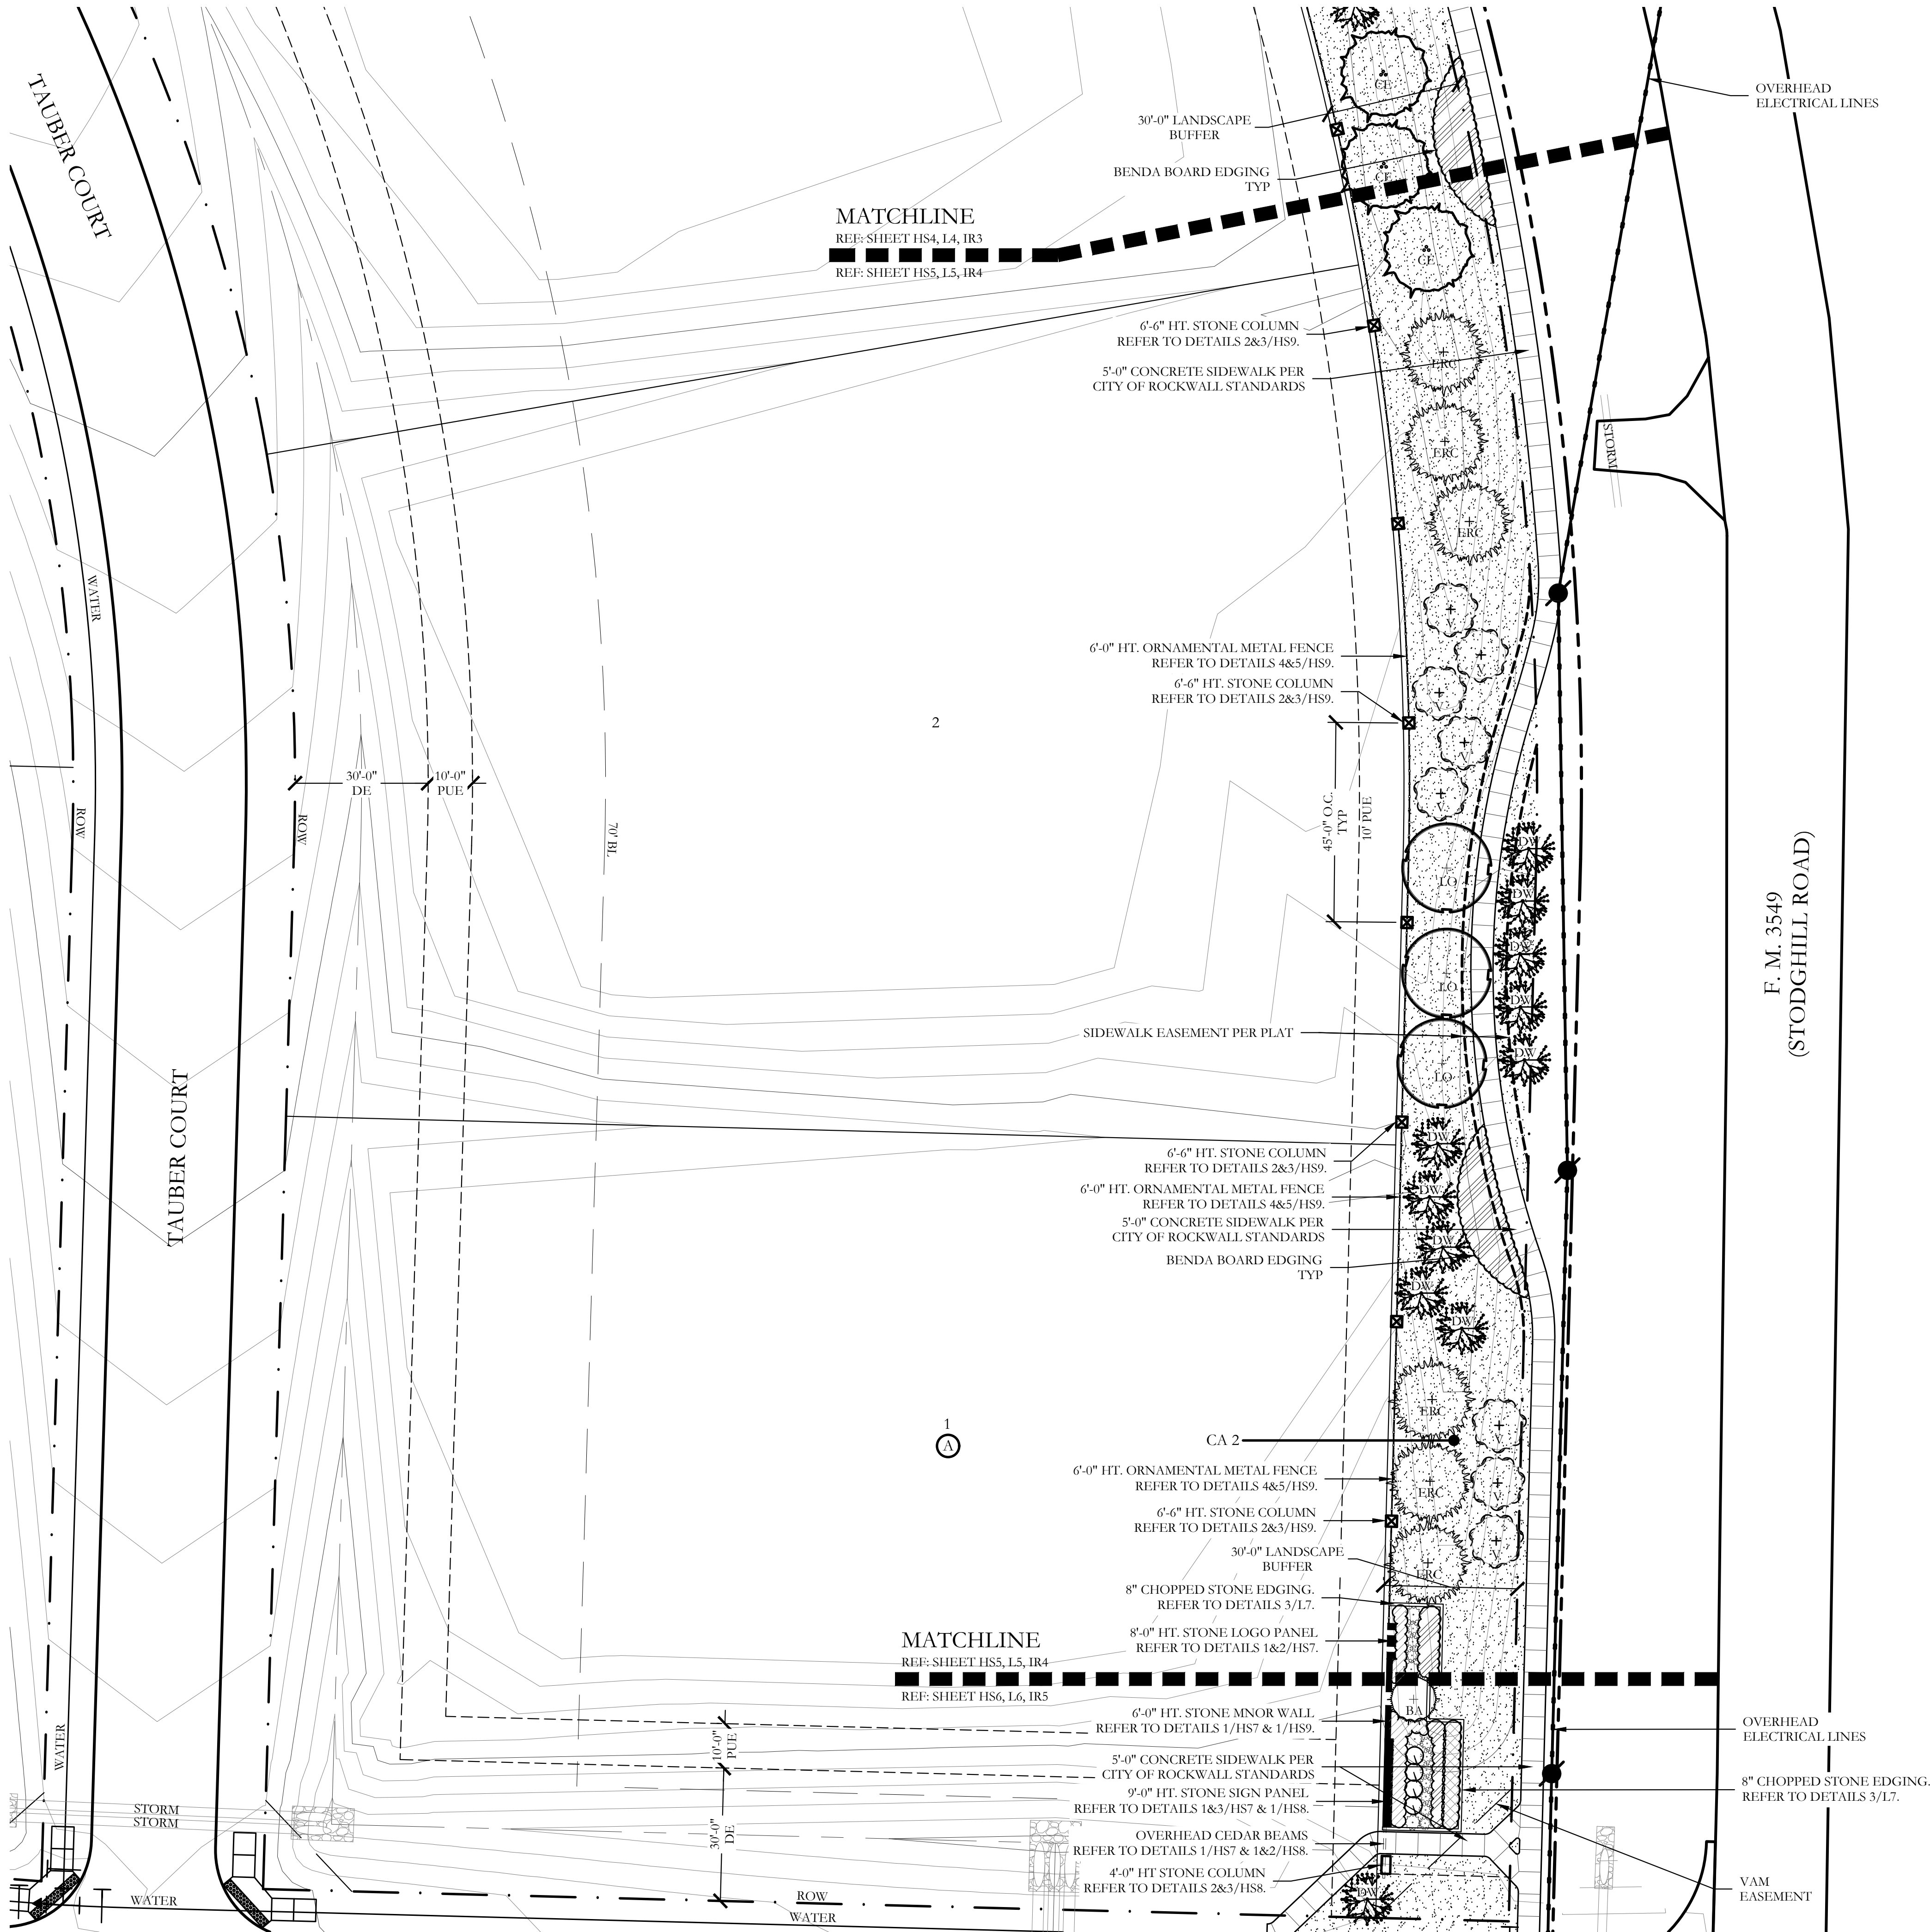 TAUBER COURT
OVERHEAD
ELECTRICAL LINES
CE
30'-0" LANDSCAPE
BUFFER
BENDA BOARD EDGING
TYP
CE
MATCHLINE
REF: SHEET HS4, L4, IR3
REF: SHEET HS5, L5, IR4
CE
6'-6" HT. STONE COLUMN
REFER TO DETAILS 2&3/HS9.
ERC
5'-0" CONCRETE SIDEWALK PER
CITY OF ROCKWALL STANDARDS
ERC
STORM
ERC
WATER
V
6'-0" HT. ORNAMENTAL METAL FENCE
REFER TO DETAILS 4&5/HS9.
V
6'-6" HT. STONE COLUMN
REFER TO DETAILS 2&3/HS9.
V
2
V
30'-0"
DE
10'-0"
PUE
V
ROW
ROW
70' BL
45'-0" O.C.
TYP
10' PUE
DW
LO
DW
F. M. 3549
(STODGHILL ROAD)
DW
LO
DW
SIDEWALK EASEMENT PER PLAT
DW
LO
TAUBER COURT
DW
6'-6" HT. STONE COLUMN
REFER TO DETAILS 2&3/HS9.
6'-0" HT. ORNAMENTAL METAL FENCE
REFER TO DETAILS 4&5/HS9.
DW
5'-0" CONCRETE SIDEWALK PER
CITY OF ROCKWALL STANDARDS
DW
BENDA BOARD EDGING
TYP
DW
DW
ERC
1
A
CA 2
V
6'-0" HT. ORNAMENTAL METAL FENCE
REFER TO DETAILS 4&5/HS9.
ERC
V
6'-6" HT. STONE COLUMN
REFER TO DETAILS 2&3/HS9.
V
30'-0" LANDSCAPE
BUFFER
ERC
8" CHOPPED STONE EDGING.
REFER TO DETAILS 3/L7.
8'-0" HT. STONE LOGO PANEL
REFER TO DETAILS 1&2/HS7.
MATCHLINE
REF: SHEET HS5, L5, IR4
REF: SHEET HS6, L6, IR5
BA
6'-0" HT. STONE MNOR WALL
REFER TO DETAILS 1/HS7 & 1/HS9.
OVERHEAD
ELECTRICAL LINES
WATER
10'-0"
PUE
5'-0" CONCRETE SIDEWALK PER
CITY OF ROCKWALL STANDARDS
8" CHOPPED STONE EDGING.
REFER TO DETAILS 3/L7.
9'-0" HT. STONE SIGN PANEL
REFER TO DETAILS 1&3/HS7 & 1/HS8.
STORM
STORM
30'-0"
DE
OVERHEAD CEDAR BEAMS
REFER TO DETAILS 1/HS7 & 1&2/HS8.
4'-0" HT STONE COLUMN
REFER TO DETAILS 2&3/HS8.
DW
VAM
EASEMENT
WATER
ROW
WATER